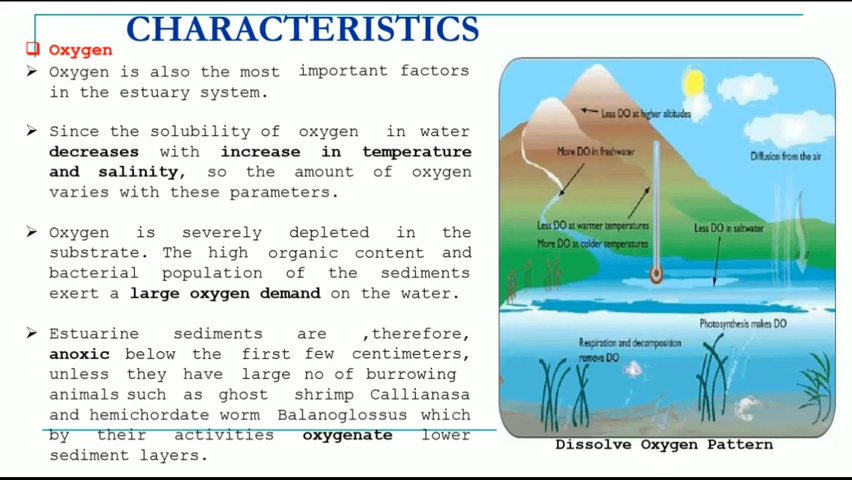 CHARACTERISTICS
Oxygen
Oxygen is also the most important factors
in the estuary system.
Since the solubility of oxygen in water
decreases with increase in temperature
and salinity, so the amount of oxygen
varies with these parameters.
Oxygen is severely depleted in the
substrate. The high organic content and
bacterial population of the sediments
exert a large oxygen demand on the water.
Estuarine sediments are ,therefore,
anoxic below the first few centimeters,
unless they have large no of burrowing
animals such as ghost shrimp Callianasa
and hemichordate worm Balanoglossus which
by their activities oxygenate lower
sediment layers.
Less DO at higher altitudes
More DO in freshwater
Diffusion from the air
Less DO at warmer temperatures
More DO at colder temperatures
Less DO in saltwater
Photosynthesis makes DO
Respiration and decomposition
remove DO
Dissolve Oxygen Pattern